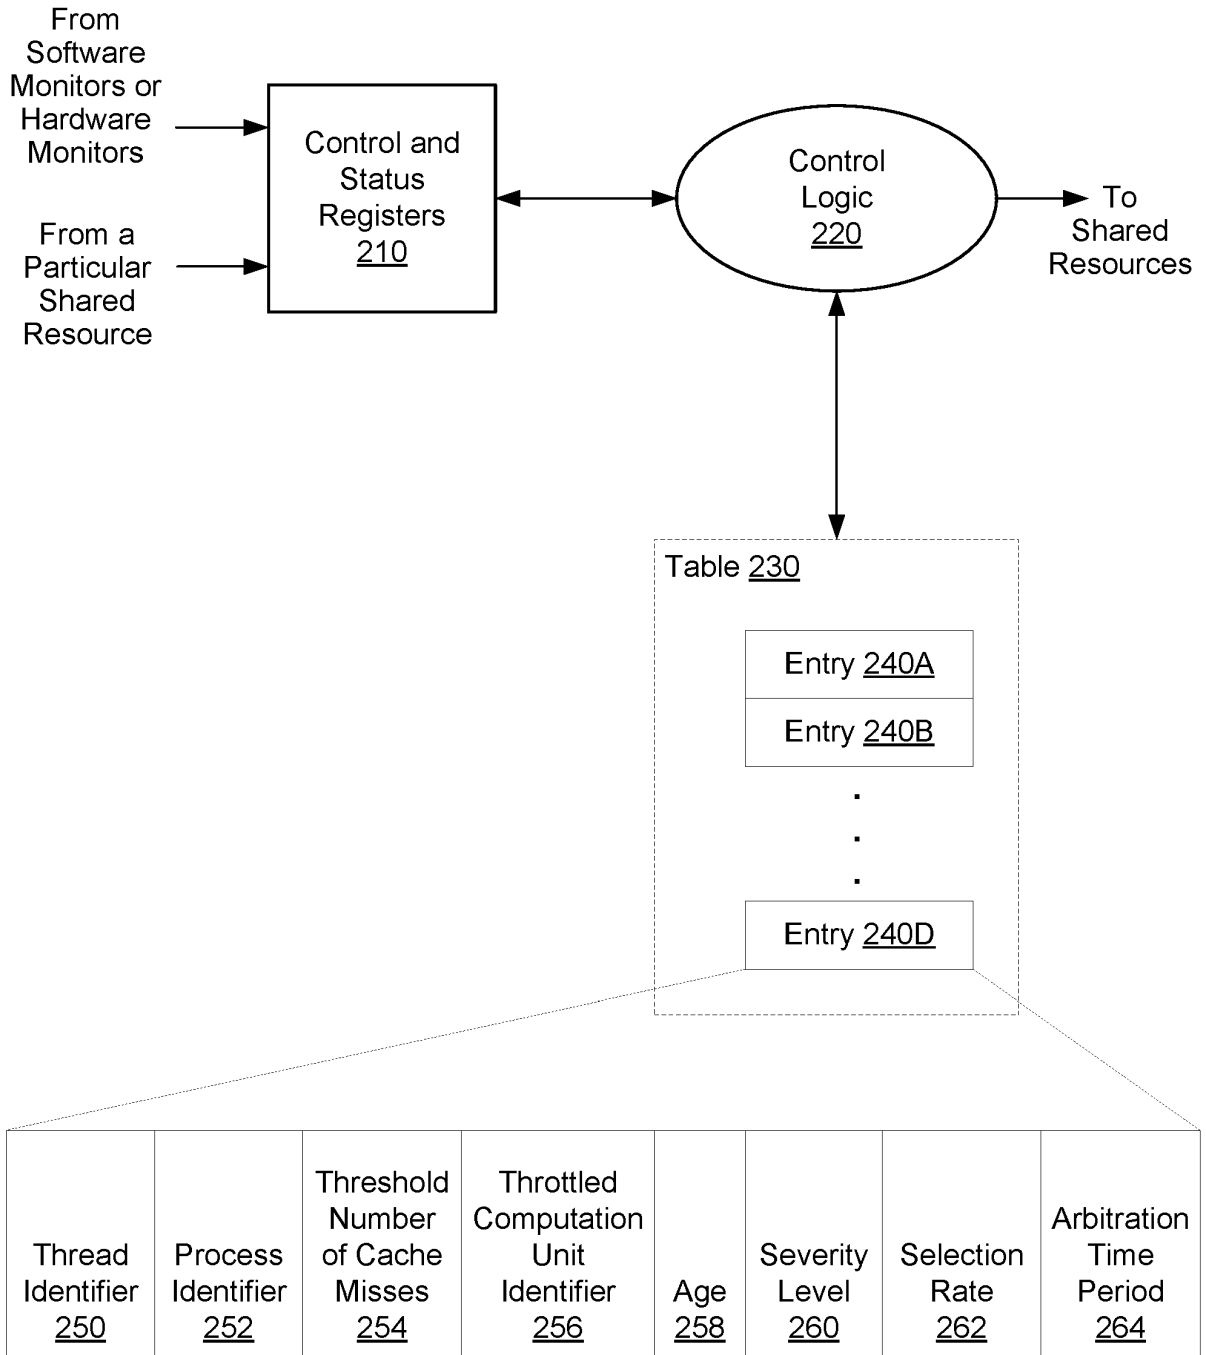 From
Software
Monitors or
Hardware
Monitors
From a
Particular
Shared
Resource
Control and
Status
Registers
210
Control
Logic
220
To
Shared
Resources
Table 230
Entry 240A
Entry 240B
.
.
.
Entry 240D
Thread
Identifier
250
Process
Identifier
252
Threshold
Number
of Cache
Misses
254
Throttled
Computation
Unit
Identifier
256
Age
258
Severity
Level
260
Selection
Rate
262
Arbitration
Time
Period
264